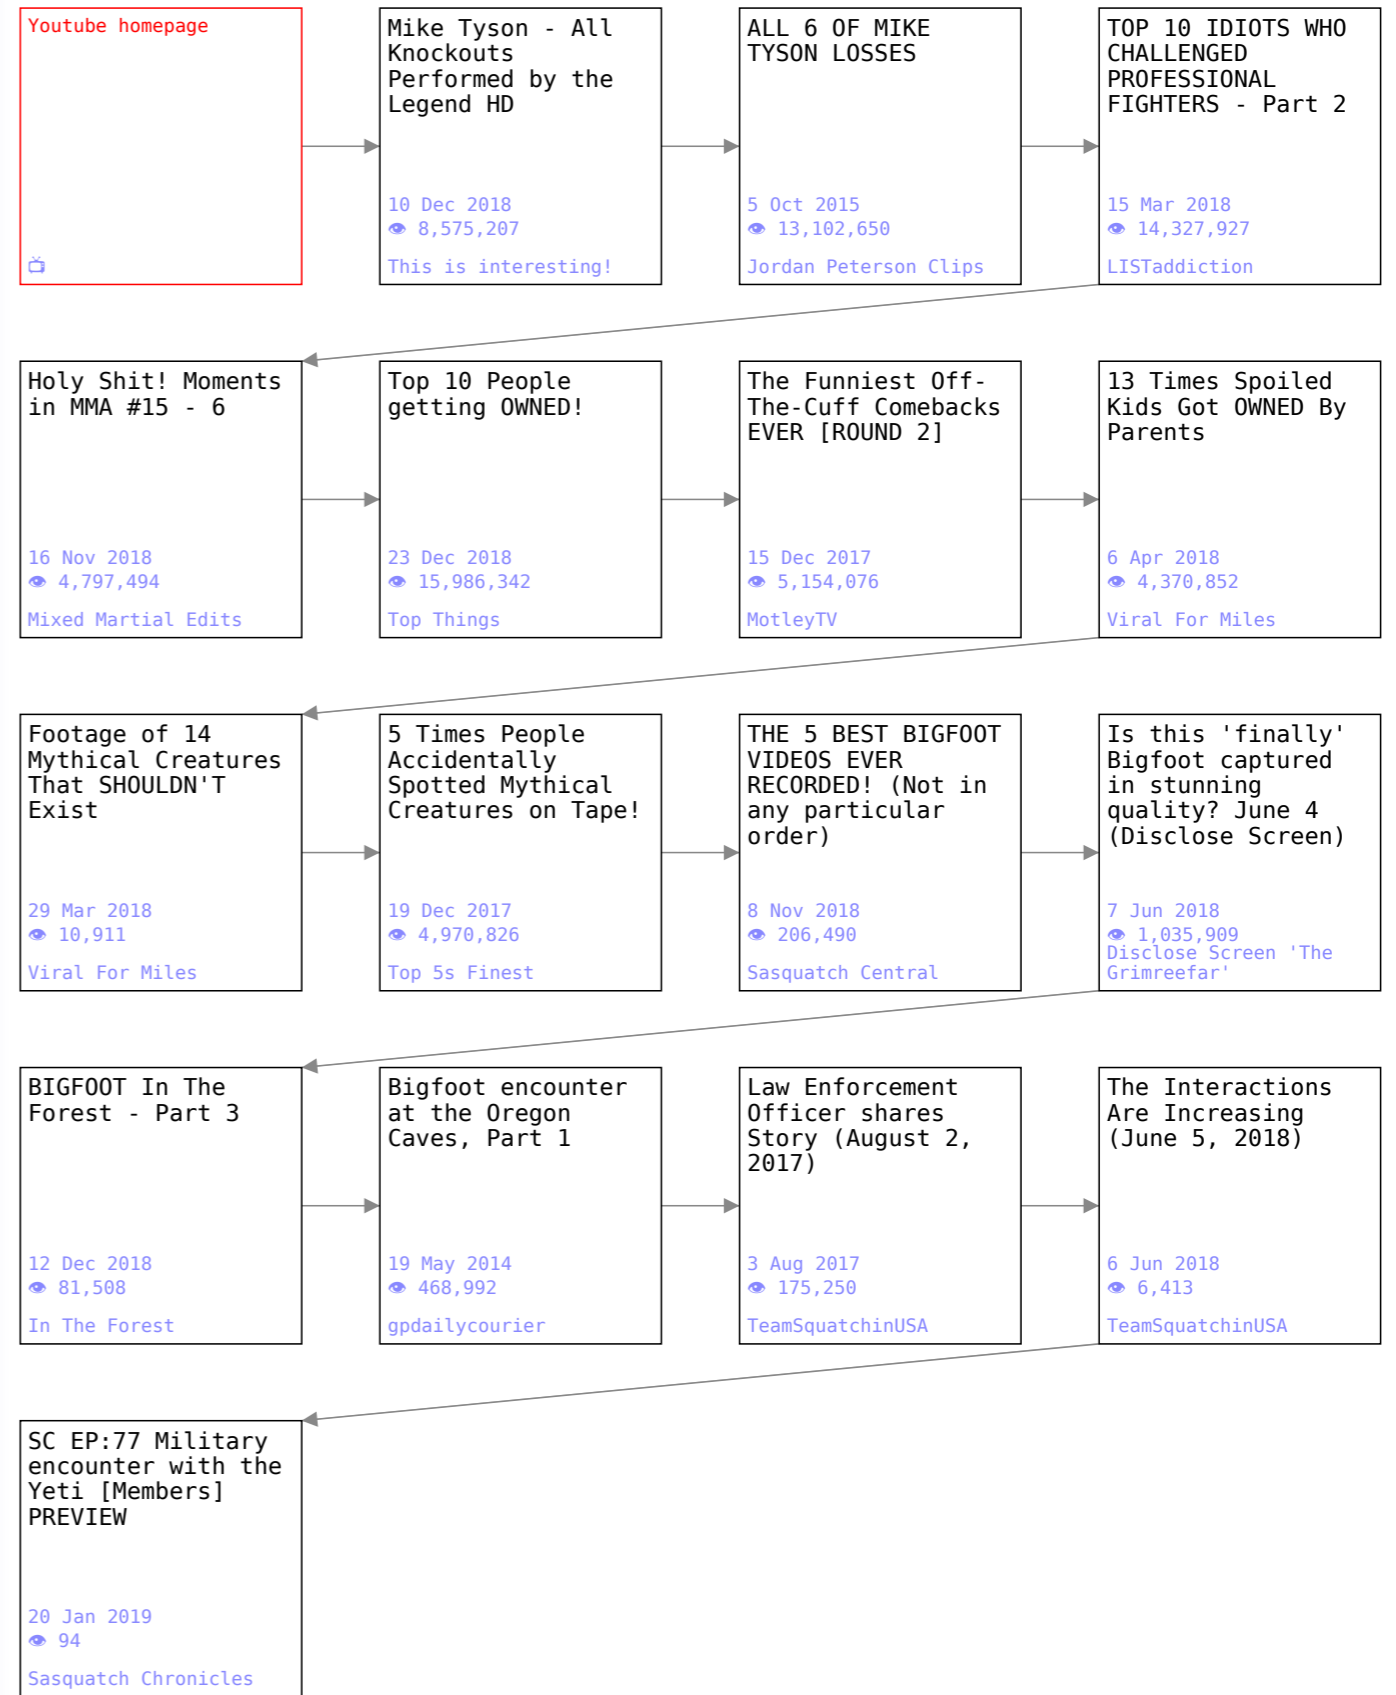 Youtube homepage
📺
Mike Tyson - All
Knockouts
Performed by the
Legend HD
10 Dec 2018
👁 8,575,207
This is interesting!
ALL 6 OF MIKE
TYSON LOSSES
5 Oct 2015
👁 13,102,650
Jordan Peterson Clips
TOP 10 IDIOTS WHO
CHALLENGED
PROFESSIONAL
FIGHTERS - Part 2
15 Mar 2018
👁 14,327,927
LISTaddiction
Holy Shit! Moments
in MMA #15 - 6
16 Nov 2018
👁 4,797,494
Mixed Martial Edits
Top 10 People
getting OWNED!
23 Dec 2018
👁 15,986,342
Top Things
The Funniest Off-
The-Cuff Comebacks
EVER [ROUND 2]
15 Dec 2017
👁 5,154,076
MotleyTV
13 Times Spoiled
Kids Got OWNED By
Parents
6 Apr 2018
👁 4,370,852
Viral For Miles
Footage of 14
Mythical Creatures
That SHOULDN'T
Exist
29 Mar 2018
👁 10,911
Viral For Miles
5 Times People
Accidentally
Spotted Mythical
Creatures on Tape!
19 Dec 2017
👁 4,970,826
Top 5s Finest
THE 5 BEST BIGFOOT
VIDEOS EVER
RECORDED! (Not in
any particular
order)
8 Nov 2018
👁 206,490
Sasquatch Central
Is this 'finally'
Bigfoot captured
in stunning
quality? June 4
(Disclose Screen)
7 Jun 2018
👁 1,035,909
Disclose Screen 'The
Grimreefar'
BIGFOOT In The
Forest - Part 3
12 Dec 2018
👁 81,508
In The Forest
Bigfoot encounter
at the Oregon
Caves, Part 1
19 May 2014
👁 468,992
gpdailycourier
Law Enforcement
Officer shares
Story (August 2,
2017)
3 Aug 2017
👁 175,250
TeamSquatchinUSA
The Interactions
Are Increasing
(June 5, 2018)
6 Jun 2018
👁 6,413
TeamSquatchinUSA
SC EP:77 Military
encounter with the
Yeti [Members]
PREVIEW
20 Jan 2019
👁 94
Sasquatch Chronicles